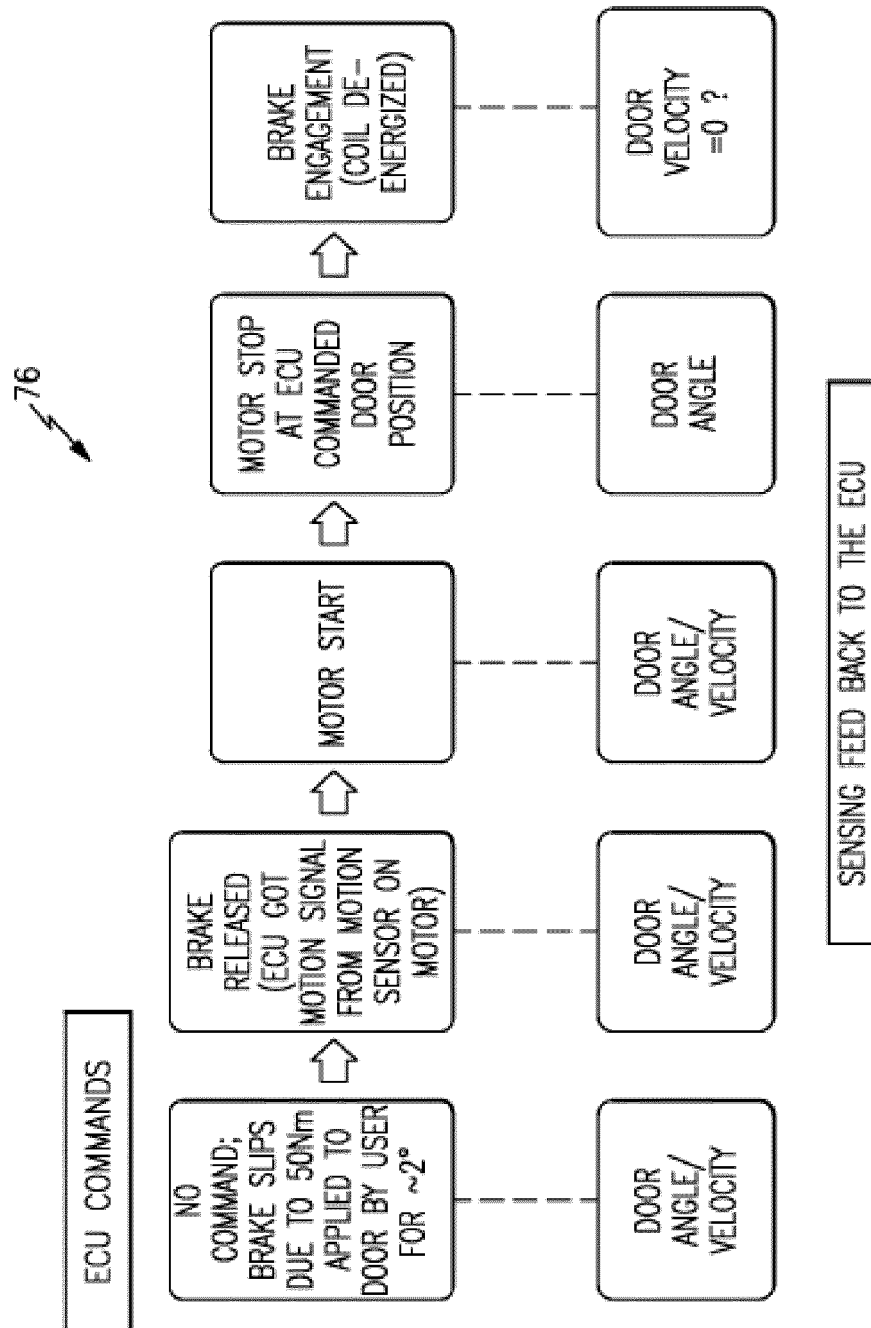 76
ECU COMMANDS
NO
COMMAND;
BRAKE SLIPS
DUE TO 50Nm
APPLIED TO
DOOR BY USER
FOR ~2°
BRAKE
RELEASED
(ECU GOT
MOTION SIGNAL
FROM MOTION
SENSOR ON
MOTOR)
MOTOR START
MOTOR STOP
AT ECU
COMMANDED
DOOR
POSITION
BRAKE
ENGAGEMENT
(COIL DE-
ENERGIZED)
DOOR
ANGLE/
VELOCITY
DOOR
ANGLE/
VELOCITY
DOOR
ANGLE/
VELOCITY
DOOR
ANGLE
DOOR
VELOCITY
=0 ?
SENSING FEED BACK TO THE ECU